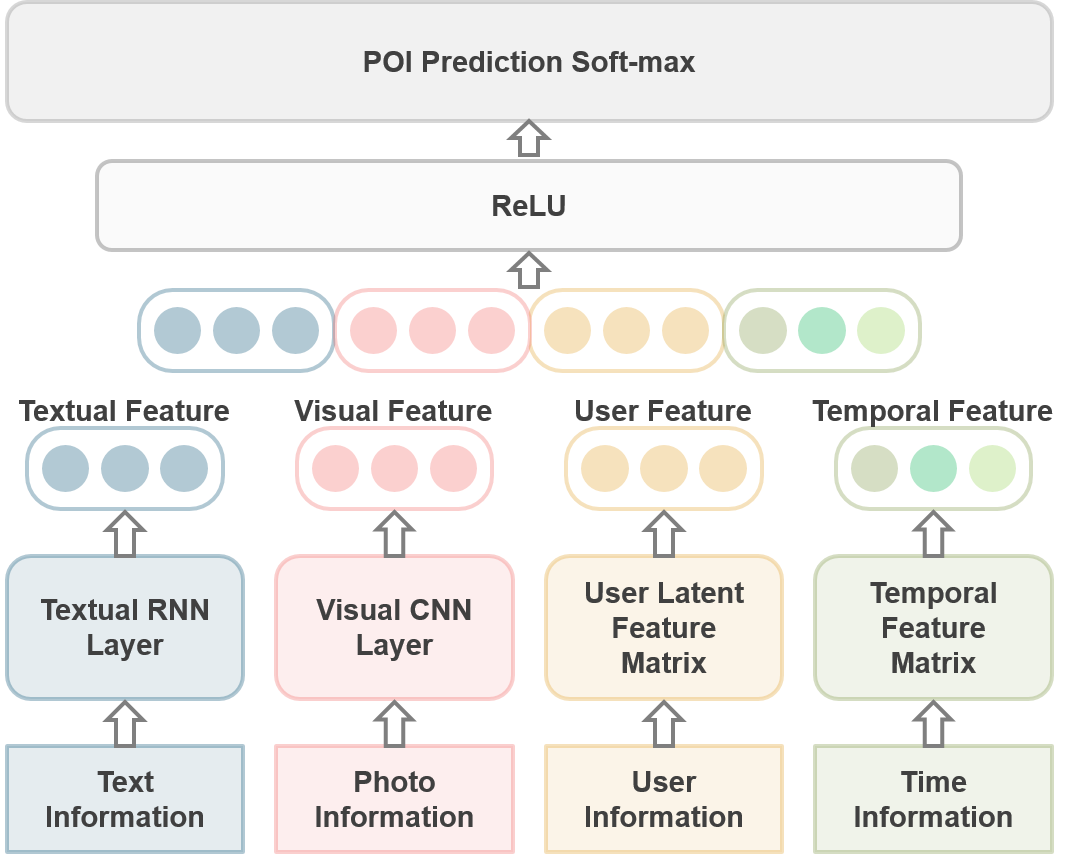 POI Prediction Soft-max
ReLU
Textual Feature
Visual Feature
User Feature
Temporal Feature
Textual RNN
Layer
Visual CNN
Layer
User Latent
Feature
Matrix
Temporal
Feature
Matrix
Text
Information
Photo
Information
User
Information
Time
Information